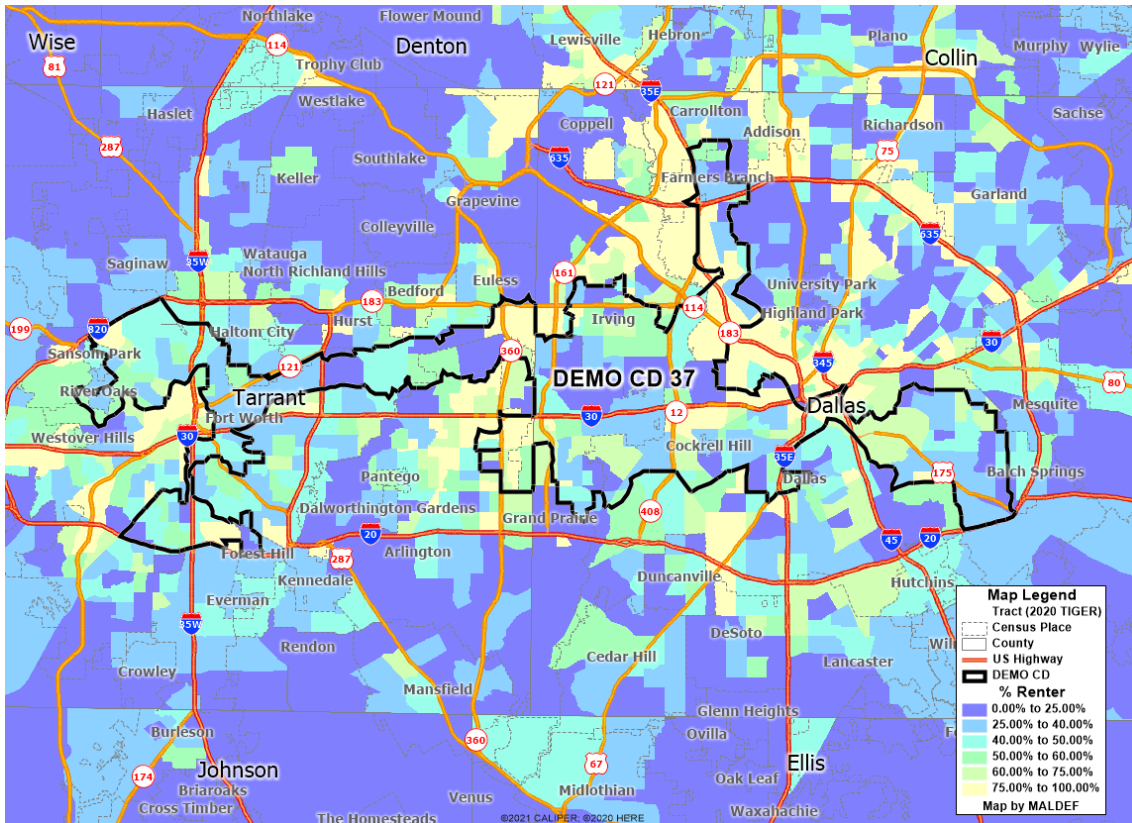 Northlake
Flower Mound
Wise
Denton
Lewisville
Hebron
Plano
Collin
Murphy
Wylie
114
81
Trophy Club
121
35E
Westlake
Haslet
Coppell
Carrollton
Addison
Richardson
Sachse
287
635
75
Southlake
Keller
Farmers Branch
Garland
Grapevine
Colleyville
635
35W
Watauga
Saginaw
North Richland Hills
Euless
161
University Park
183
Bedford
Highland Park
114
199
820
Haltom City
Hurst
Irving
183
30
Sansom Park
121
360
345
River Oaks
DEMO CD 37
80
Tarrant
Dallas
Mesquite
Fort Worth
30
12
Westover Hills
30
Cockrell Hill
35E
175
Balch Springs
Pantego
Dallas
Dalworthington Gardens
Grand Prairie
408
20
45
20
Forest Hill
287
Arlington
Kennedale
Duncanville
Hutchins
Everman
35W
Rendon
DeSoto
Wil
Crowley
Cedar Hill
Lancaster
Mansfield
Glenn Heights
Burleson
360
Ovilla
67
Johnson
Ellis
174
Briaroaks
Oak Leaf
Cross Timber
Venus
Midlothian
Waxahachie
The Homesteads
©2021 CALIPER; ©2020 HERE
Map Legend
Tract (2020 TIGER)
Census Place
County
US Highway
DEMO CD
% Renter
0.00% to 25.00%
25.00% to 40.00%
40.00% to 50.00%
50.00% to 60.00%
60.00% to 75.00%
75.00% to 100.00%
Map by MALDEF